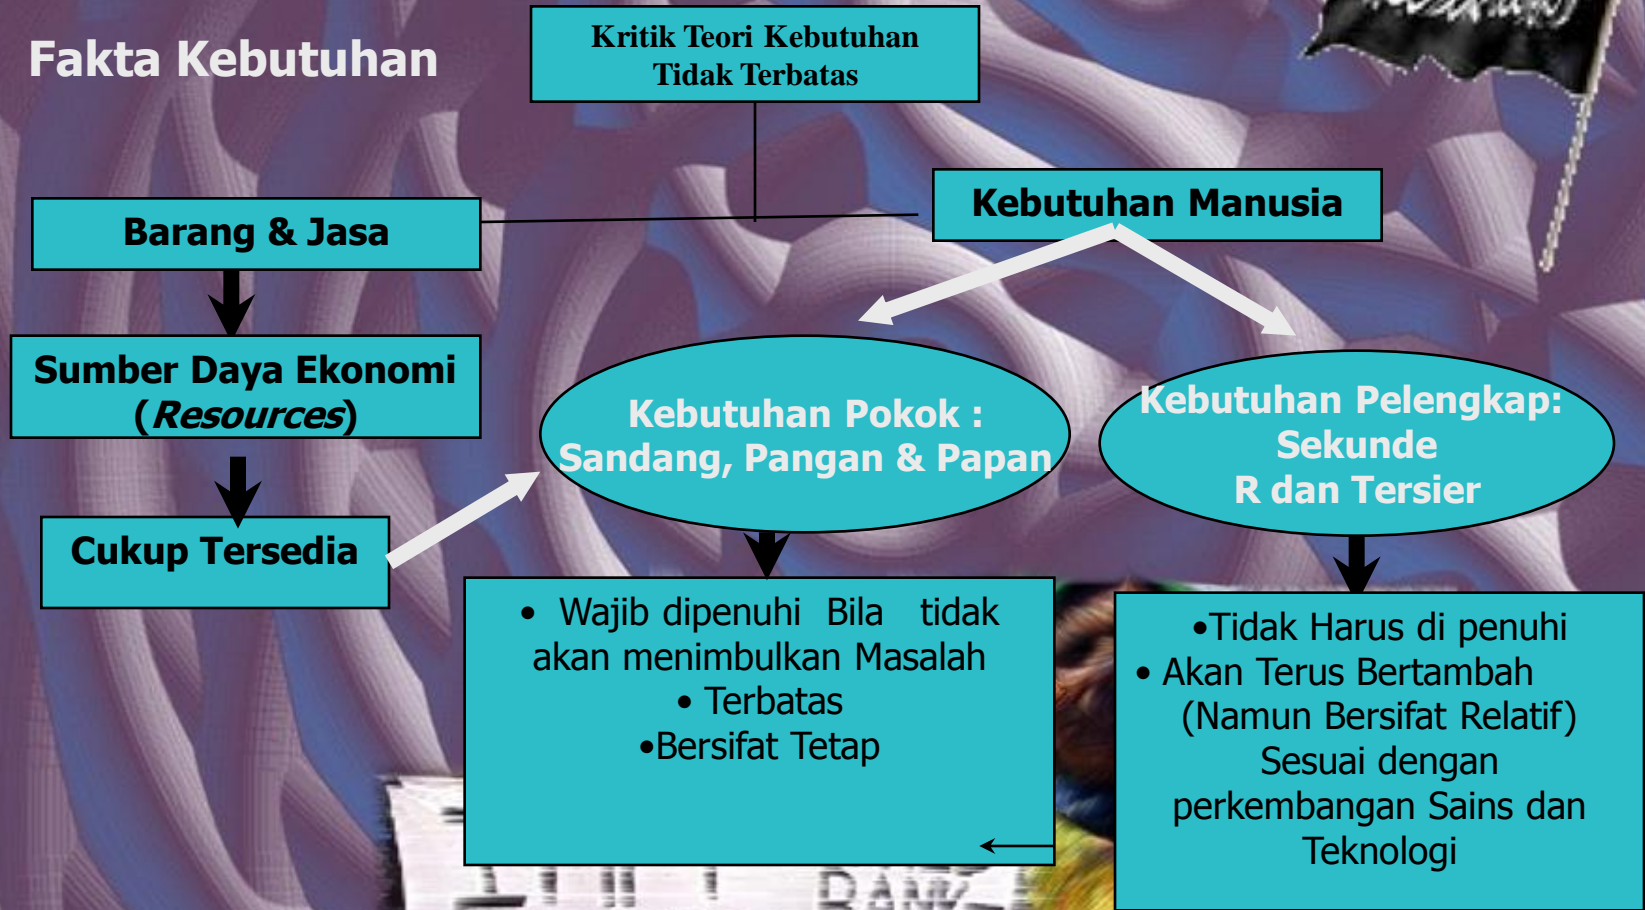 Fakta Kebutuhan
Kritik Teori Kebutuhan
Tidak Terbatas
Barang & Jasa
Kebutuhan Manusia
Sumber Daya Ekonomi
(Resources)
Cukup Tersedia
Kebutuhan Pokok :
Sandang, Pangan & Papan
Kebutuhan Pelengkap:
Sekunde
R dan Tersier
• Wajib dipenuhi Bila tidak
akan menimbulkan Masalah
• Terbatas
•Bersifat Tetap
•Tidak Harus di penuhi
• Akan Terus Bertambah
(Namun Bersifat Relatif)
Sesuai dengan
perkembangan Sains dan
Teknologi
BANK